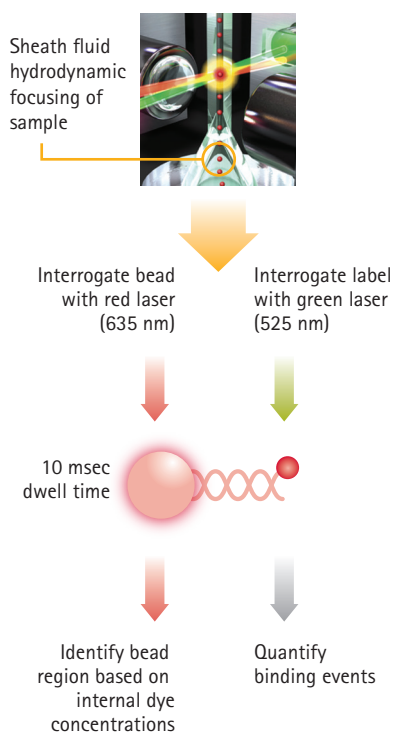 Sheath fluid
hydrodynamic
focusing of
sample
Interrogate bead
with red laser
(635 nm)
Interrogate label
with green laser
(525 nm)
10 msec
dwell time
Identify bead
region based on
internal dye
concentrations
Quantify
binding events